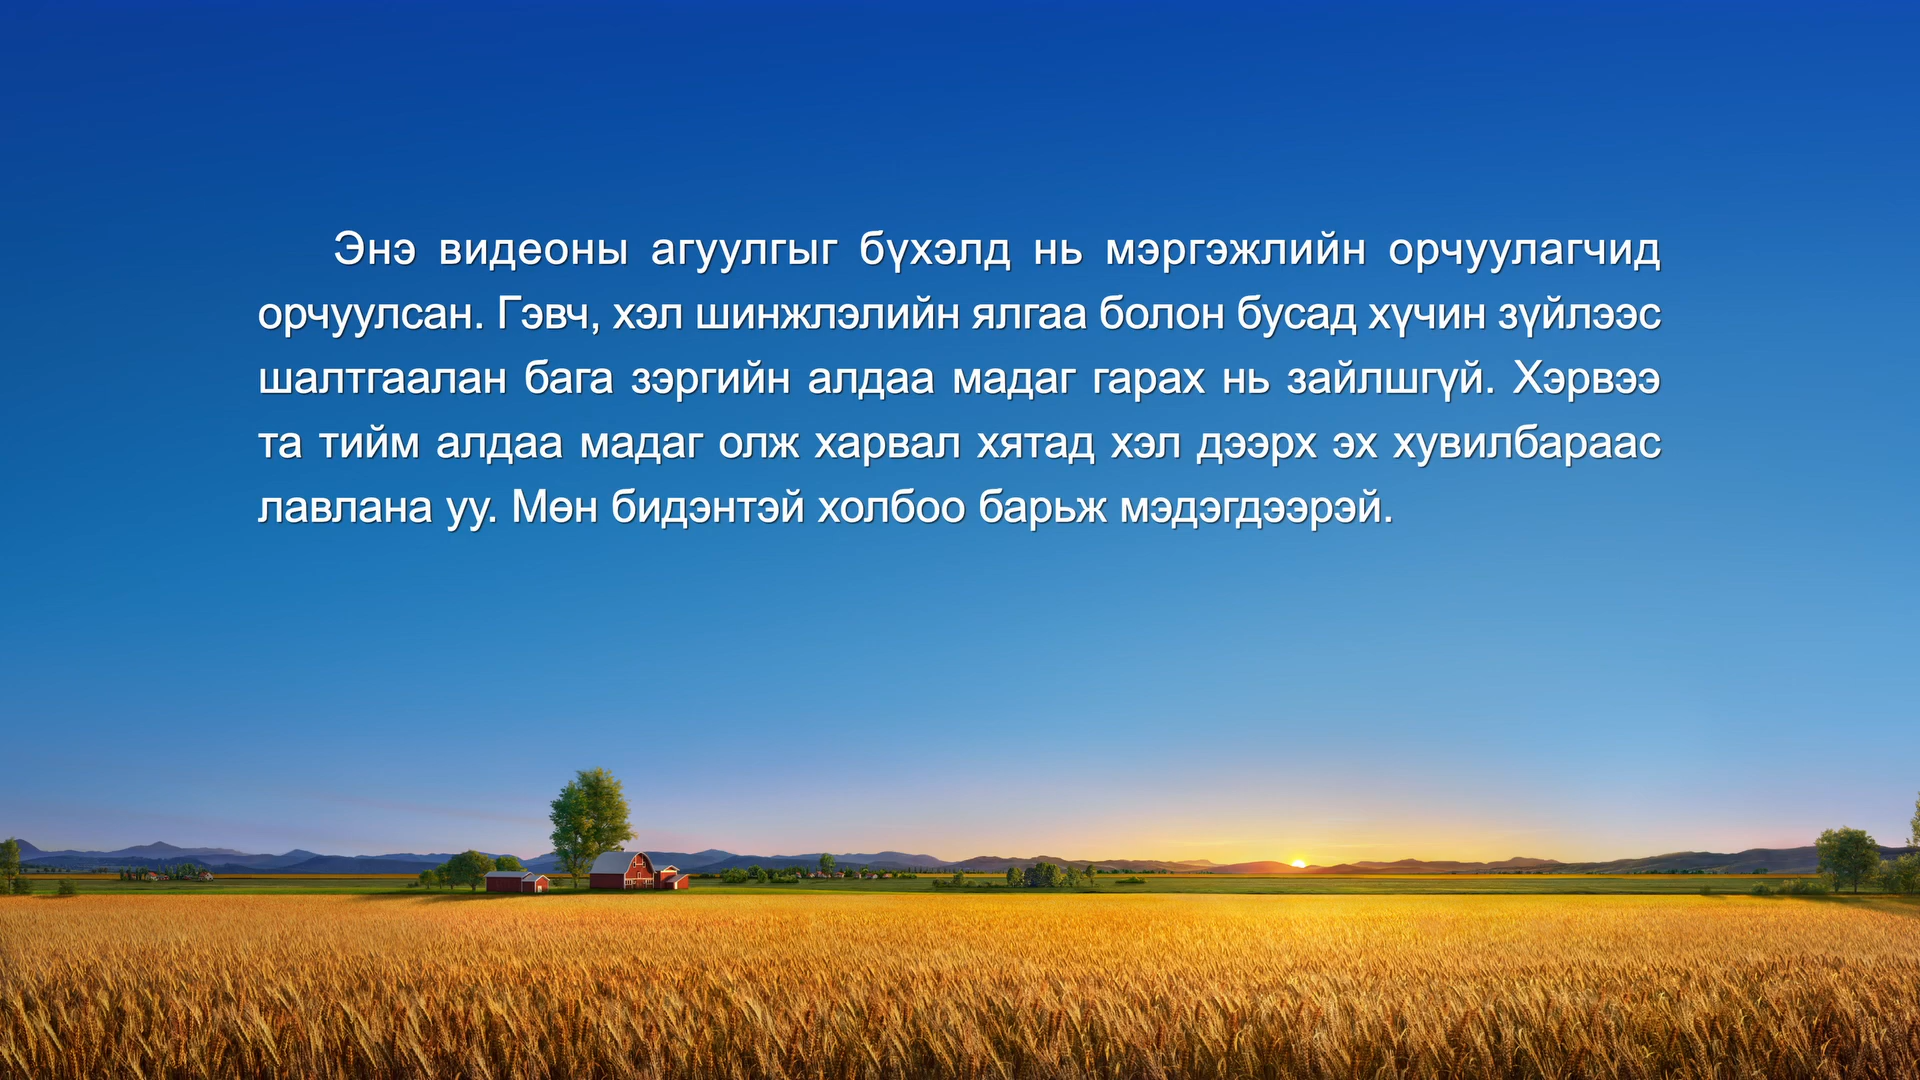 Энэ видеоны агуулгыг бүхэлд нь мэргэжлийн орчуулагчид
орчуулсан. Гэвч, хэл шинжлэлийн ялгаа болон бусад хүчин зүйлээс
шалтгаалан бага зэргийн алдаа мадаг гарах нь зайлшгүй. Хэрвээ
та тийм алдаа мадаг олж харвал хятад хэл дээрх эх хувилбараас
лавлана уу. Мөн бидэнтэй холбоо барьж мэдэгдээрэй.